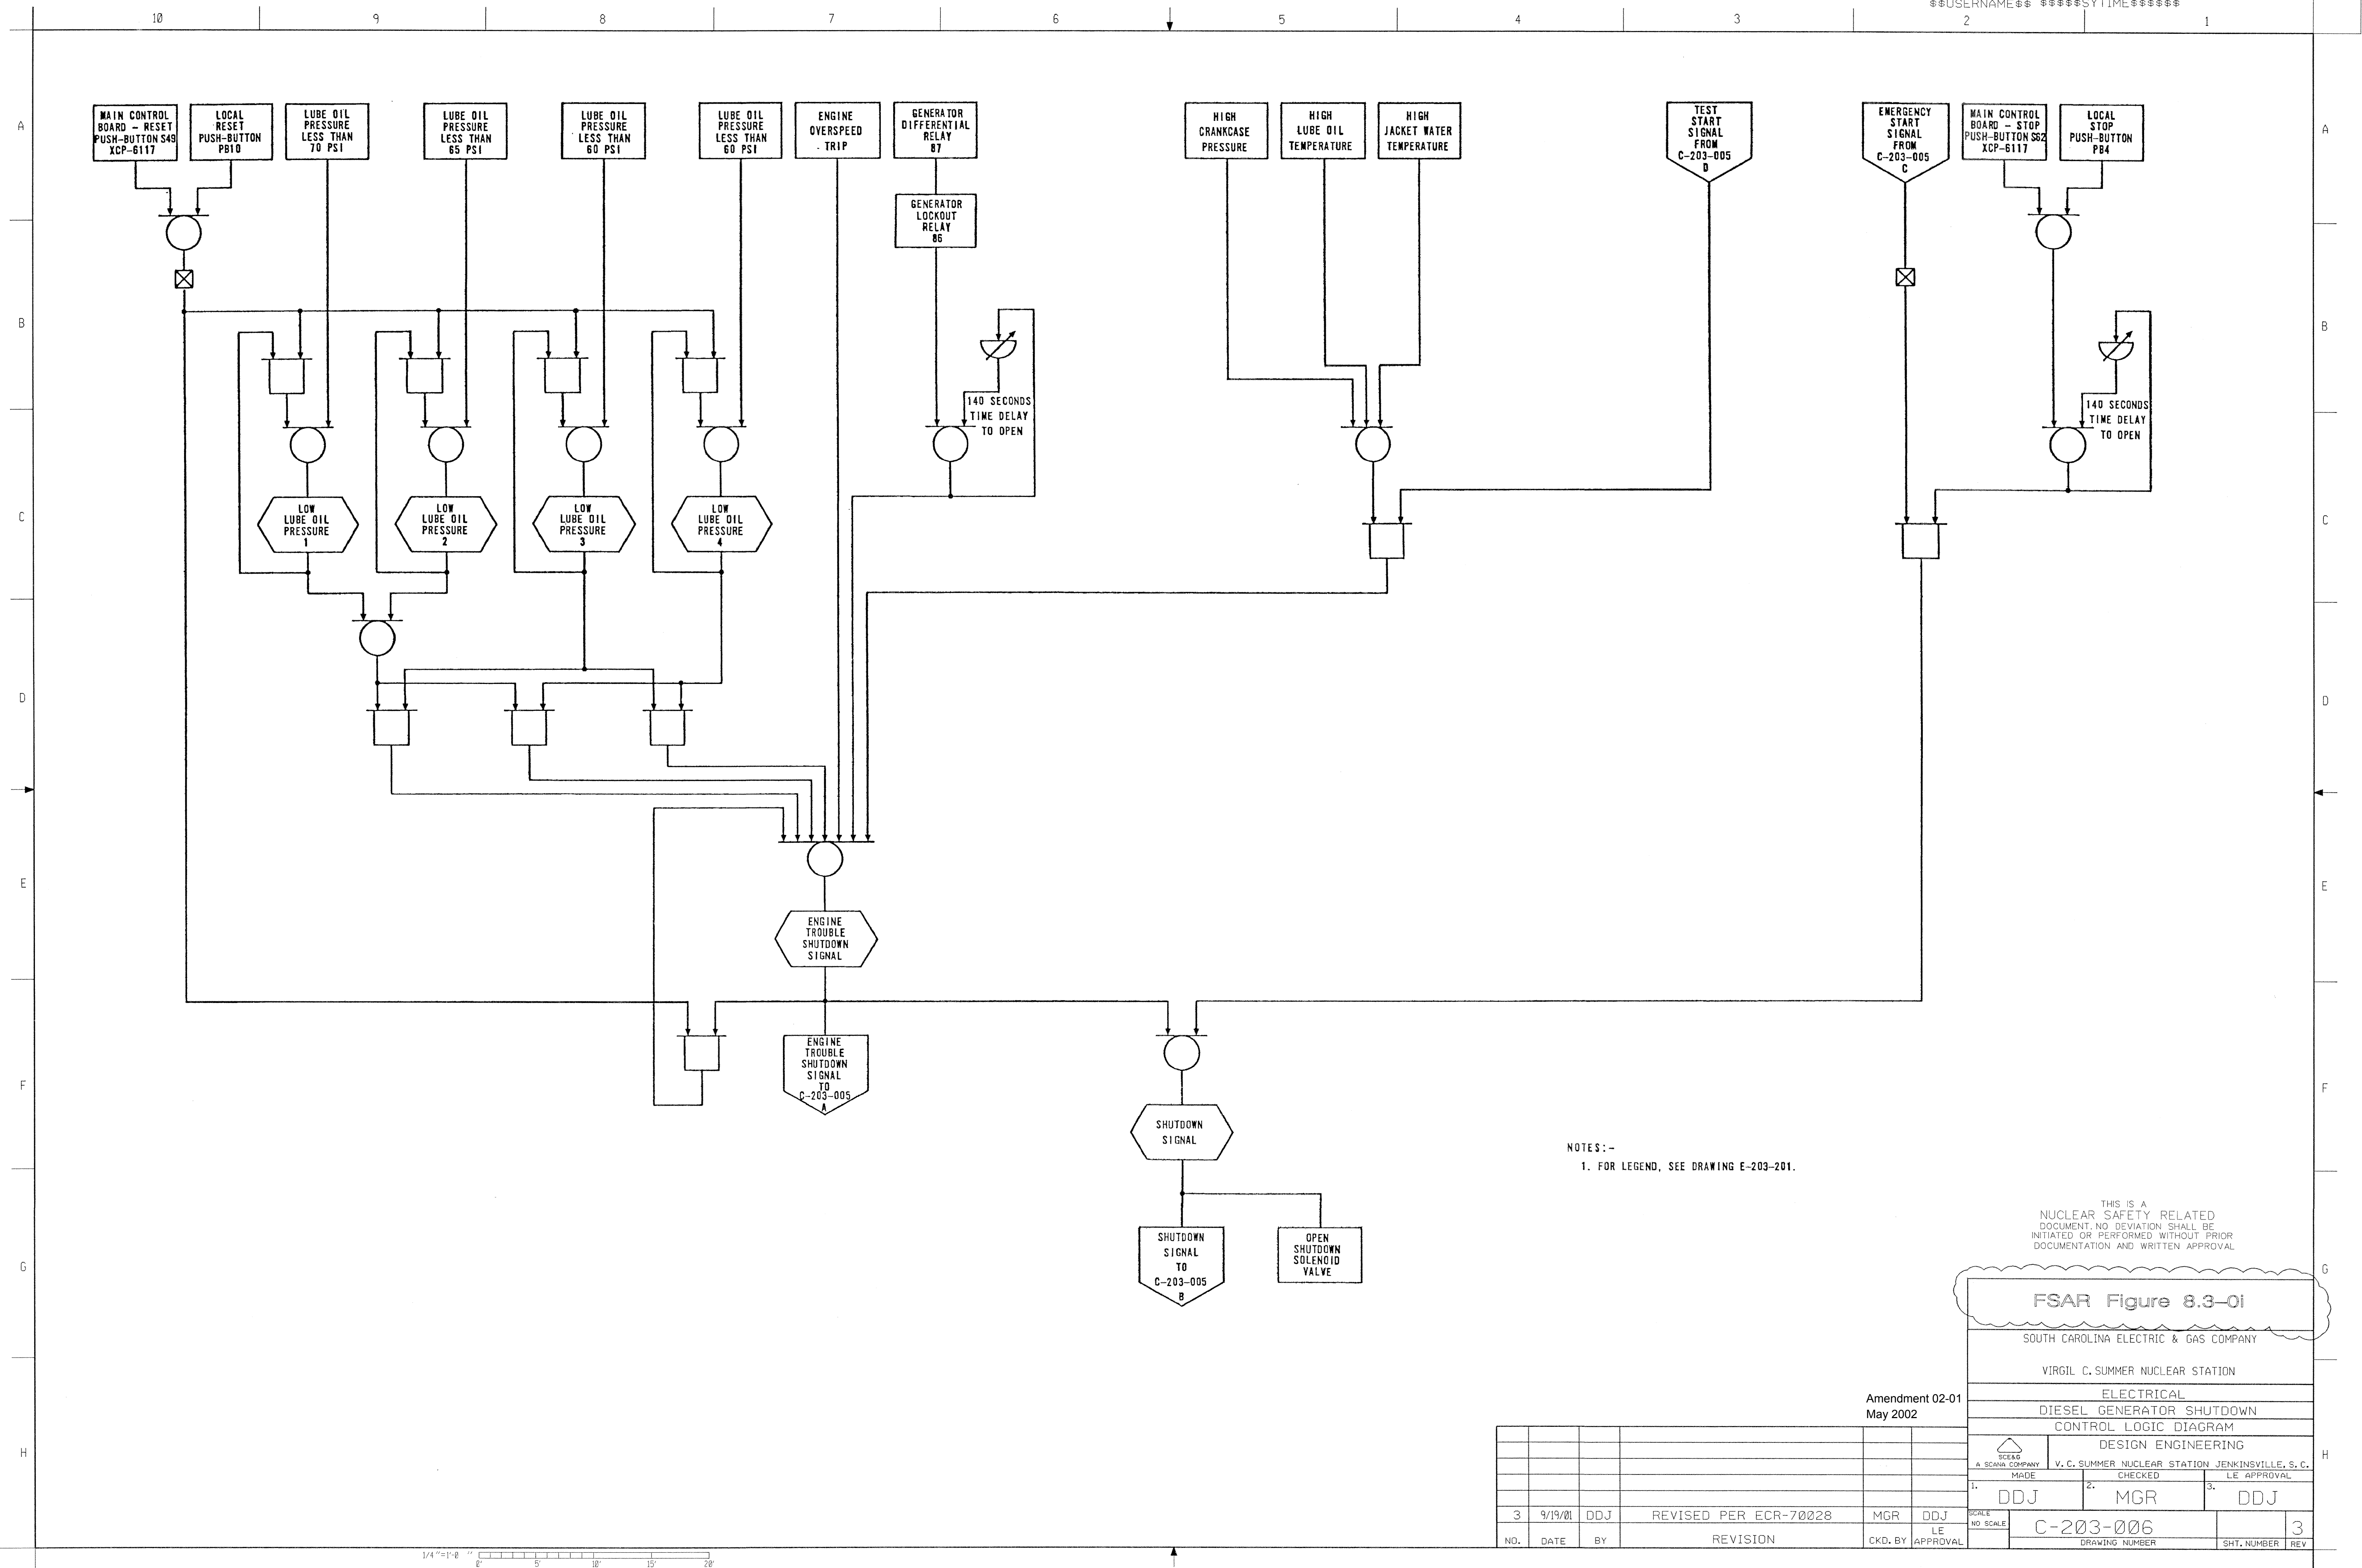 $$USERNAME$$ $$$$$SYTIME$$$$$$
10 9 8 7 6 5 4 3 2 1
A
MAIN CONTROL
BOARD - RESET
PUSH-BUTTON S49
XCP-6117
LOCAL
RESET
PUSH-BUTTON
PB10
LUBE OIL
PRESSURE
LESS THAN
70 PSI
LUBE OIL
PRESSURE
LESS THAN
65 PSI
LUBE OIL
PRESSURE
LESS THAN
60 PSI
LUBE OIL
PRESSURE
LESS THAN
60 PSI
ENGINE
OVERSPEED
TRIP
GENERATOR
DIFFERENTIAL
RELAY
87
HIGH
CRANKCASE
PRESSURE
HIGH
LUBE OIL
TEMPERATURE
HIGH
JACKET WATER
TEMPERATURE
TEST
START
SIGNAL
FROM
C-203-005
D
EMERGENCY
START
SIGNAL
FROM
C-203-005
C
MAIN CONTROL
BOARD - STOP
PUSH-BUTTON SG2
XCP-6117
LOCAL
STOP
PUSH-BUTTON
PB4
A
GENERATOR
LOCKOUT
RELAY
86
B
B
140 SECONDS
TIME DELAY
TO OPEN
140 SECONDS
TIME DELAY
TO OPEN
C
LOW
LUBE OIL
PRESSURE
1
LOW
LUBE OIL
PRESSURE
2
LOW
LUBE OIL
PRESSURE
3
LOW
LUBE OIL
PRESSURE
4
C
D
D
E
E
ENGINE
TROUBLE
SHUTDOWN
SIGNAL
F
ENGINE
TROUBLE
SHUTDOWN
SIGNAL
TO
C-203-005
A
F
SHUTDOWN
SIGNAL
NOTES:-
1. FOR LEGEND, SEE DRAWING E-203-201.
G
SHUTDOWN
SIGNAL
TO
C-203-005
B
OPEN
SHUTDOWN
SOLENOID
VALVE
THIS IS A
NUCLEAR SAFETY RELATED
DOCUMENT. NO DEVIATION SHALL BE
INITIATED OR PERFORMED WITHOUT PRIOR
DOCUMENTATION AND WRITTEN APPROVAL
G
FSAR Figure 8.3-0i
SOUTH CAROLINA ELECTRIC & GAS COMPANY
VIRGIL C. SUMMER NUCLEAR STATION
Amendment 02-01
May 2002
ELECTRICAL
DIESEL GENERATOR SHUTDOWN
CONTROL LOGIC DIAGRAM
H
SCE&G
A SCANA COMPANY
DESIGN ENGINEERING
V. C. SUMMER NUCLEAR STATION JENKINSVILLE, S. C.
H
MADE CHECKED LE APPROVAL
1. DDJ 2. MGR 3. DDJ
3 9/19/01 DDJ REVISED PER ECR-70028 MGR DDJ
NO. DATE BY REVISION CKD. BY LE APPROVAL
SCALE
NO SCALE
C-203-006 3
DRAWING NUMBER SHT. NUMBER REV
1/4 "=1'-0 "
0' 5' 10' 15' 20'